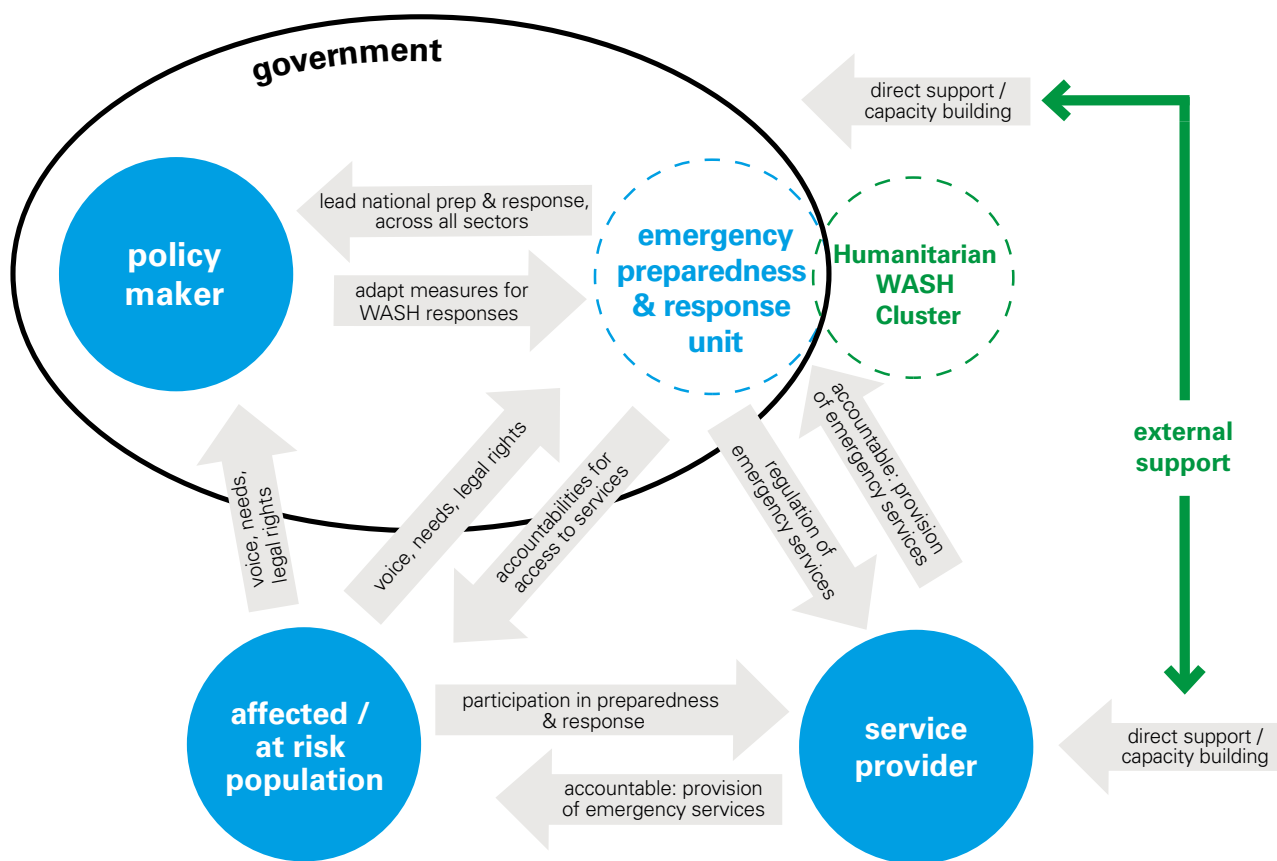 government
direct support /
capacity building
policy
maker
lead national prep & response,
across all sectors
adapt measures for
WASH responses
emergency
preparedness
& response
unit
Humanitarian
WASH
Cluster
external
support
voice, needs,
legal rights
voice, needs, legal rights
accountabilities for
access to services
regulation of
emergency services
accountable: provision
of emergency services
affected /
at risk
population
participation in preparedness
& response
accountable: provision
of emergency services
service
provider
direct support /
capacity building